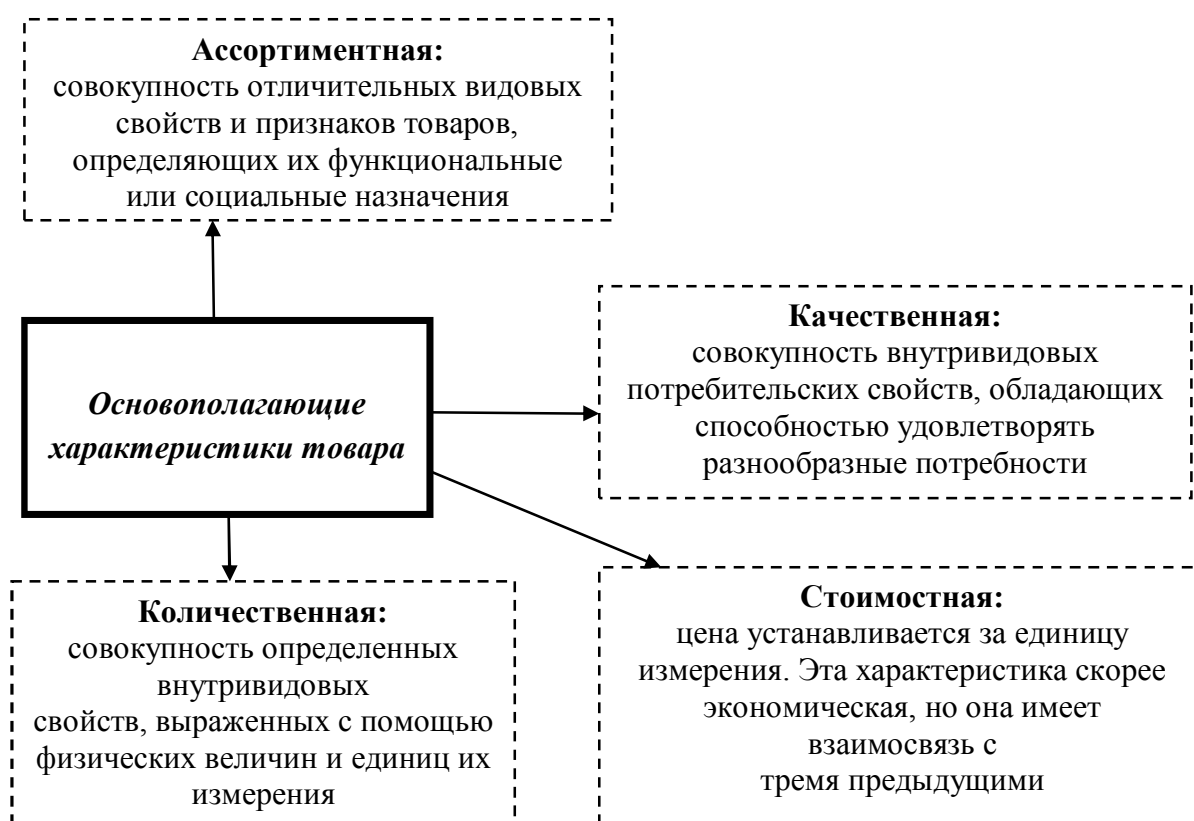 Ассортиментная:
совокупность отличительных видовых
свойств и признаков товаров,
определяющих их функциональные
или социальные назначения
Основополагающие
характеристики товара
Качественная:
совокупность внутривидовых
потребительских свойств, обладающих
способностью удовлетворять
разнообразные потребности
Количественная:
совокупность определенных
внутривидовых
свойств, выраженных с помощью
физических величин и единиц их
измерения
Стоимостная:
цена устанавливается за единицу
измерения. Эта характеристика скорее
экономическая, но она имеет
взаимосвязь с
тремя предыдущими